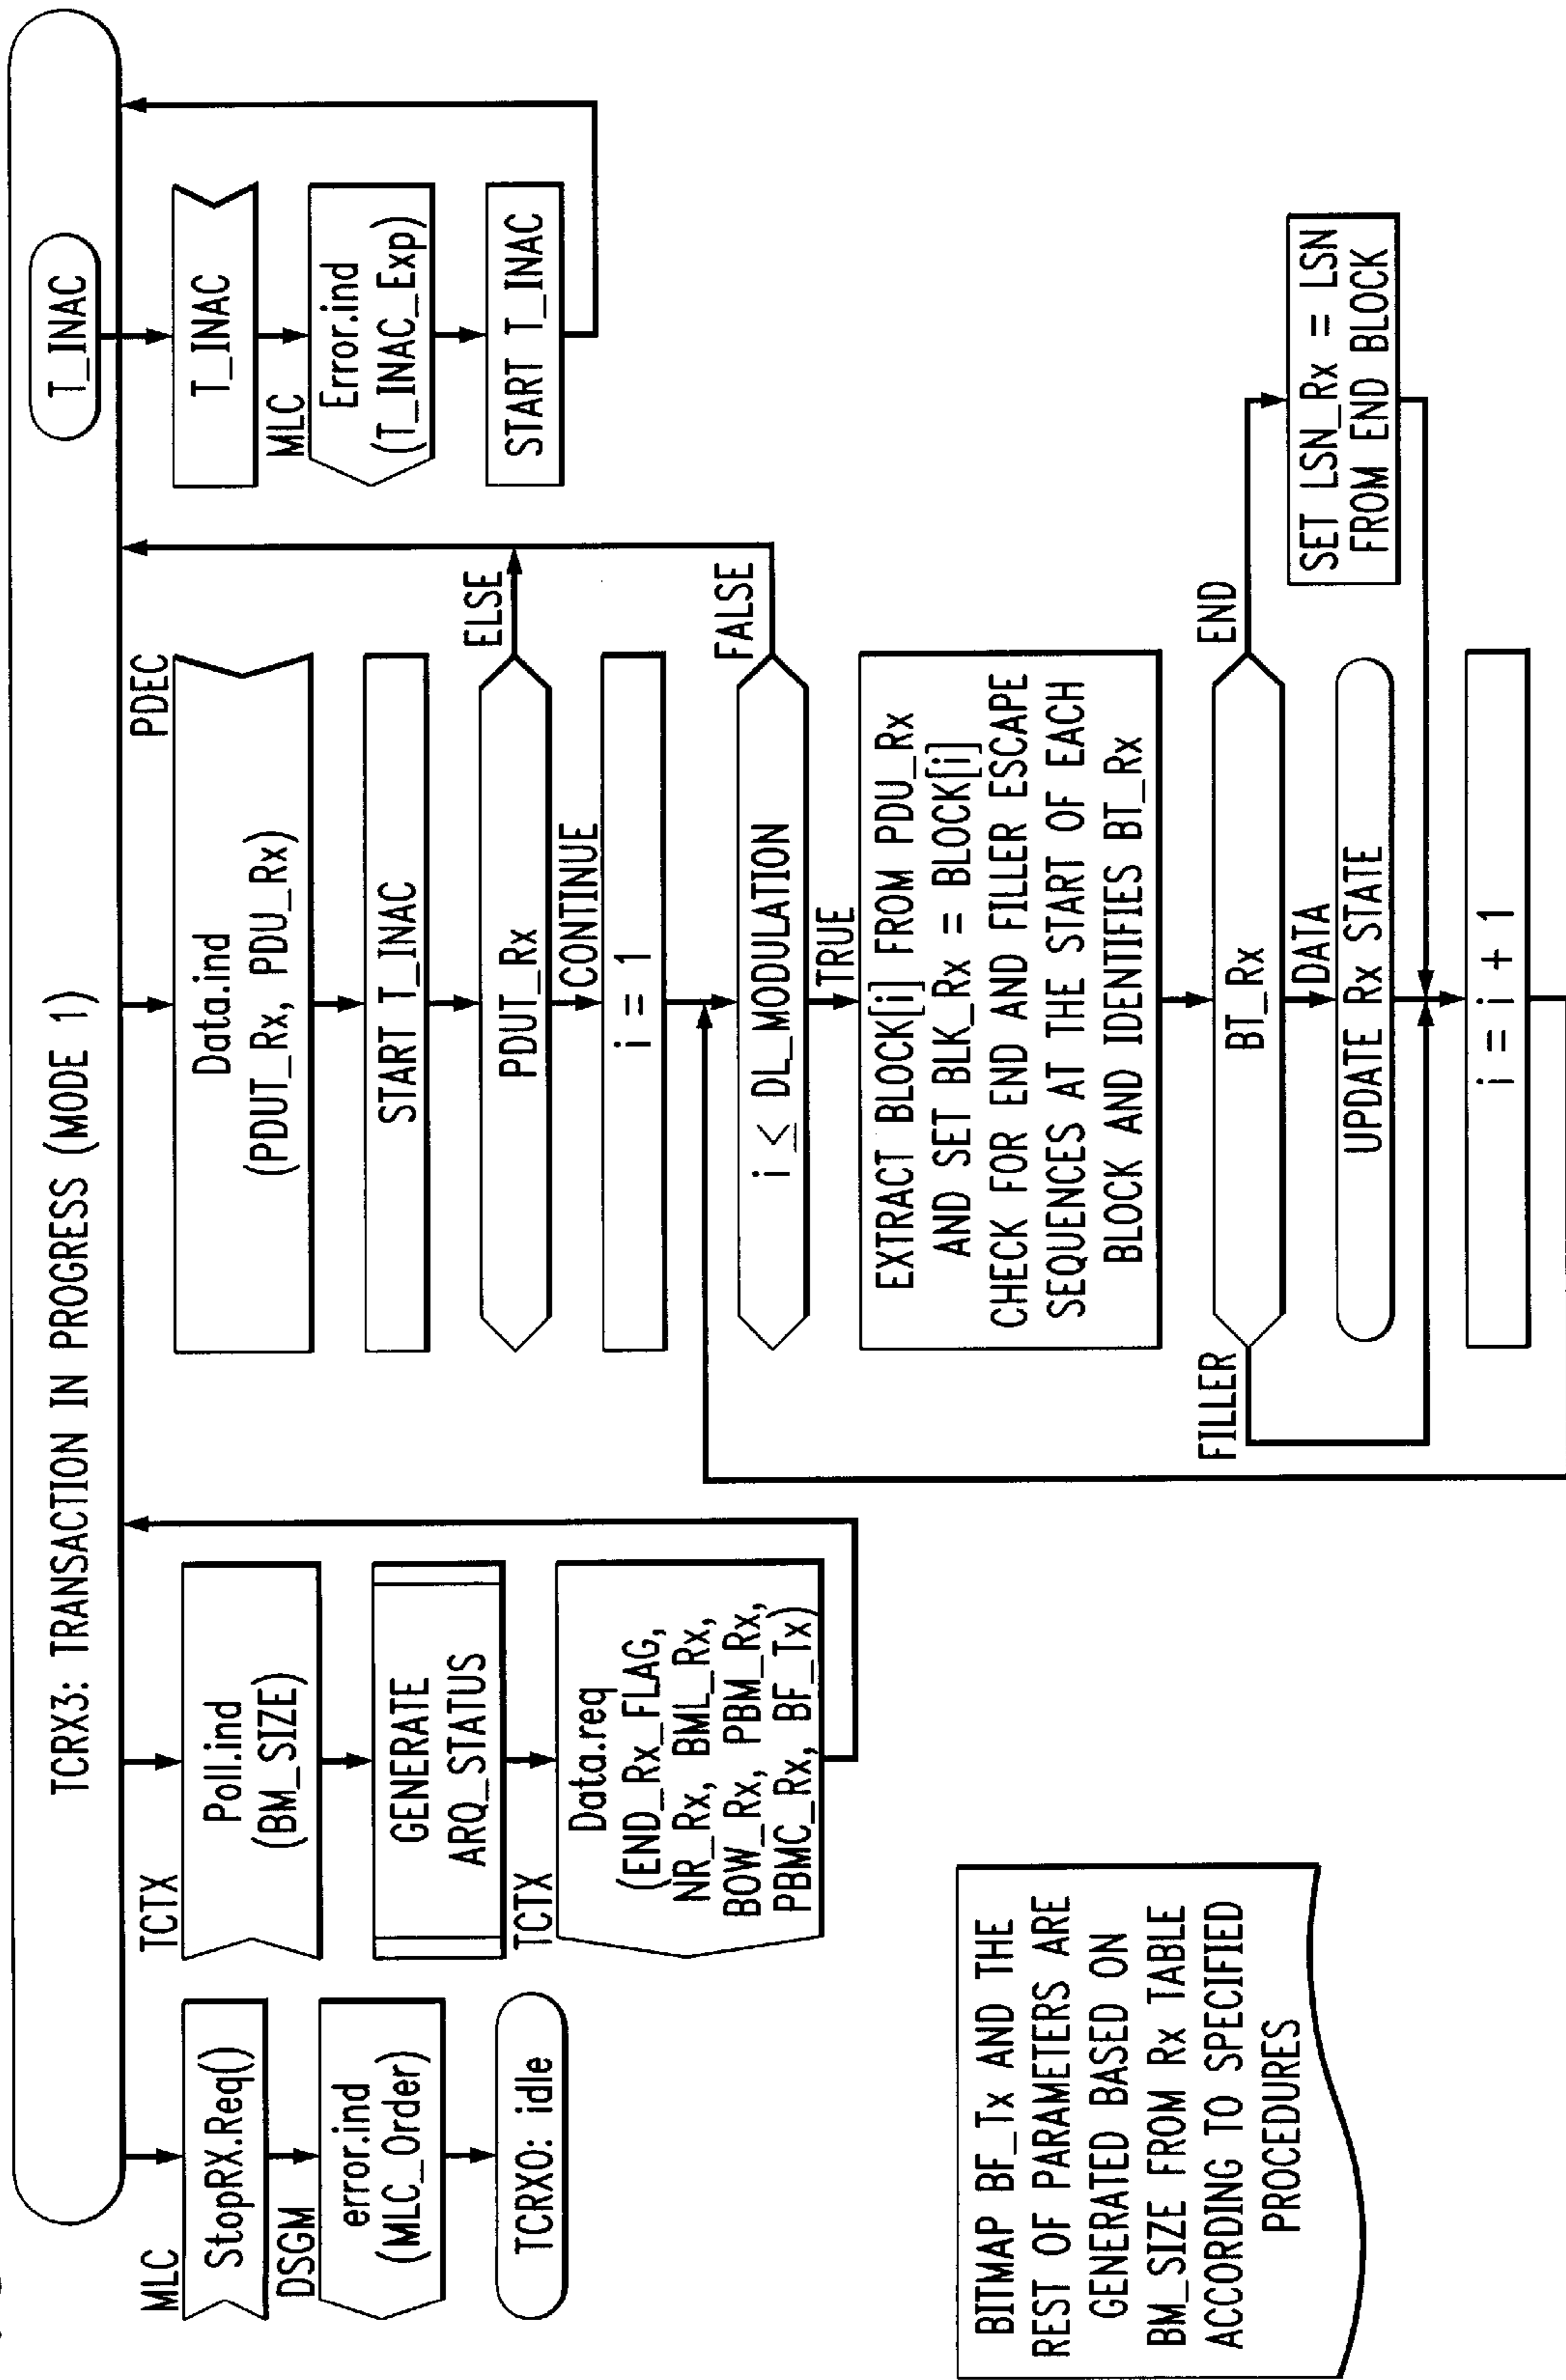 TCRX3: TRANSACTION IN PROGRESS (MODE 1)
T_INAC
MLC
StopRX.Req()
DSGM
error.ind
(MLC_Order)
TCRX0: idle
TCTX
Poll.ind
(BM_SIZE)
GENERATE
ARQ_STATUS
TCTX
Data.req
(END_Rx_FLAG,
NR_Rx, BML_Rx,
BOW_Rx, PBM_Rx,
PBMC_Rx, BF_Tx)
PDEC
Data.ind
(PDUT_Rx, PDU_Rx)
START T_INAC
PDUT_Rx
ELSE
CONTINUE
i = 1
i ≤ DL_MODULATION
FALSE
TRUE
EXTRACT BLOCK[i] FROM PDU_Rx
AND SET BLK_Rx = BLOCK[i]
CHECK FOR END AND FILLER ESCAPE
SEQUENCES AT THE START OF EACH
BLOCK AND IDENTIFIES BT_Rx
FILLER
BT_Rx
END
DATA
UPDATE Rx STATE
SET LSN_Rx = LSN
FROM END BLOCK
i = i + 1
T_INAC
MLC
Error.ind
(T_INAC_Exp)
START T_INAC
BITMAP BF_Tx AND THE
REST OF PARAMETERS ARE
GENERATED BASED ON
BM_SIZE FROM Rx TABLE
ACCORDING TO SPECIFIED
PROCEDURES